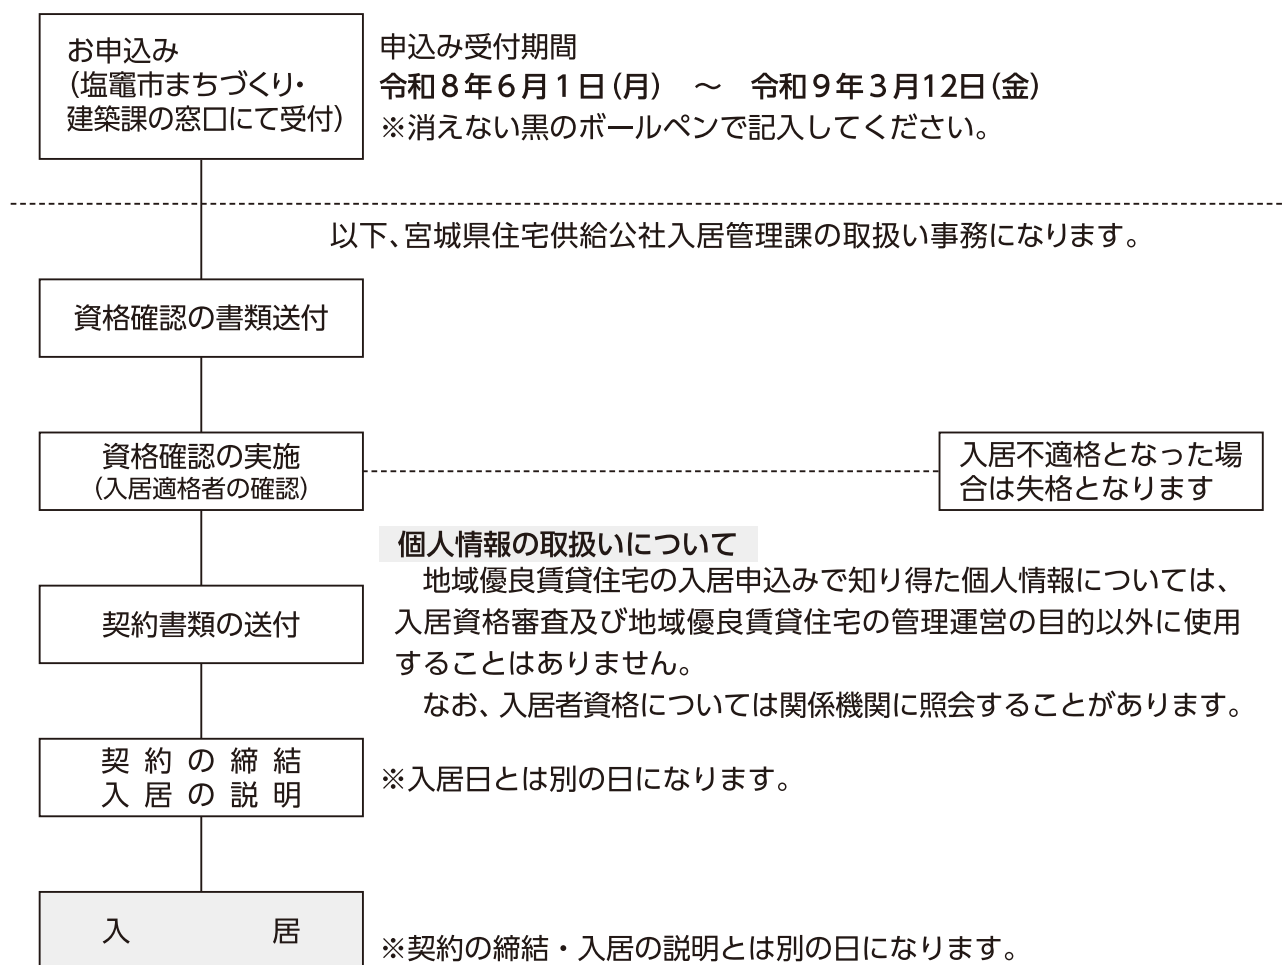 お申込み
（塩竈市まちづくり・
建築課の窓口にて受付）
申込み受付期間
令和８年６月１日（月）　～　令和９年３月12日（金）
※消えない黒のボールペンで記入してください。
以下、宮城県住宅供給公社入居管理課の取扱い事務になります。
資格確認の書類送付
資格確認の実施
（入居適格者の確認）
入居不適格となった場
合は失格となります
個人情報の取扱いについて
地域優良賃貸住宅の入居申込みで知り得た個人情報については、
入居資格審査及び地域優良賃貸住宅の管理運営の目的以外に使用
することはありません。
なお、入居者資格については関係機関に照会することがあります。
契約書類の送付
契約の締結
入居の説明
※入居日とは別の日になります。
入　　　　居
※契約の締結・入居の説明とは別の日になります。